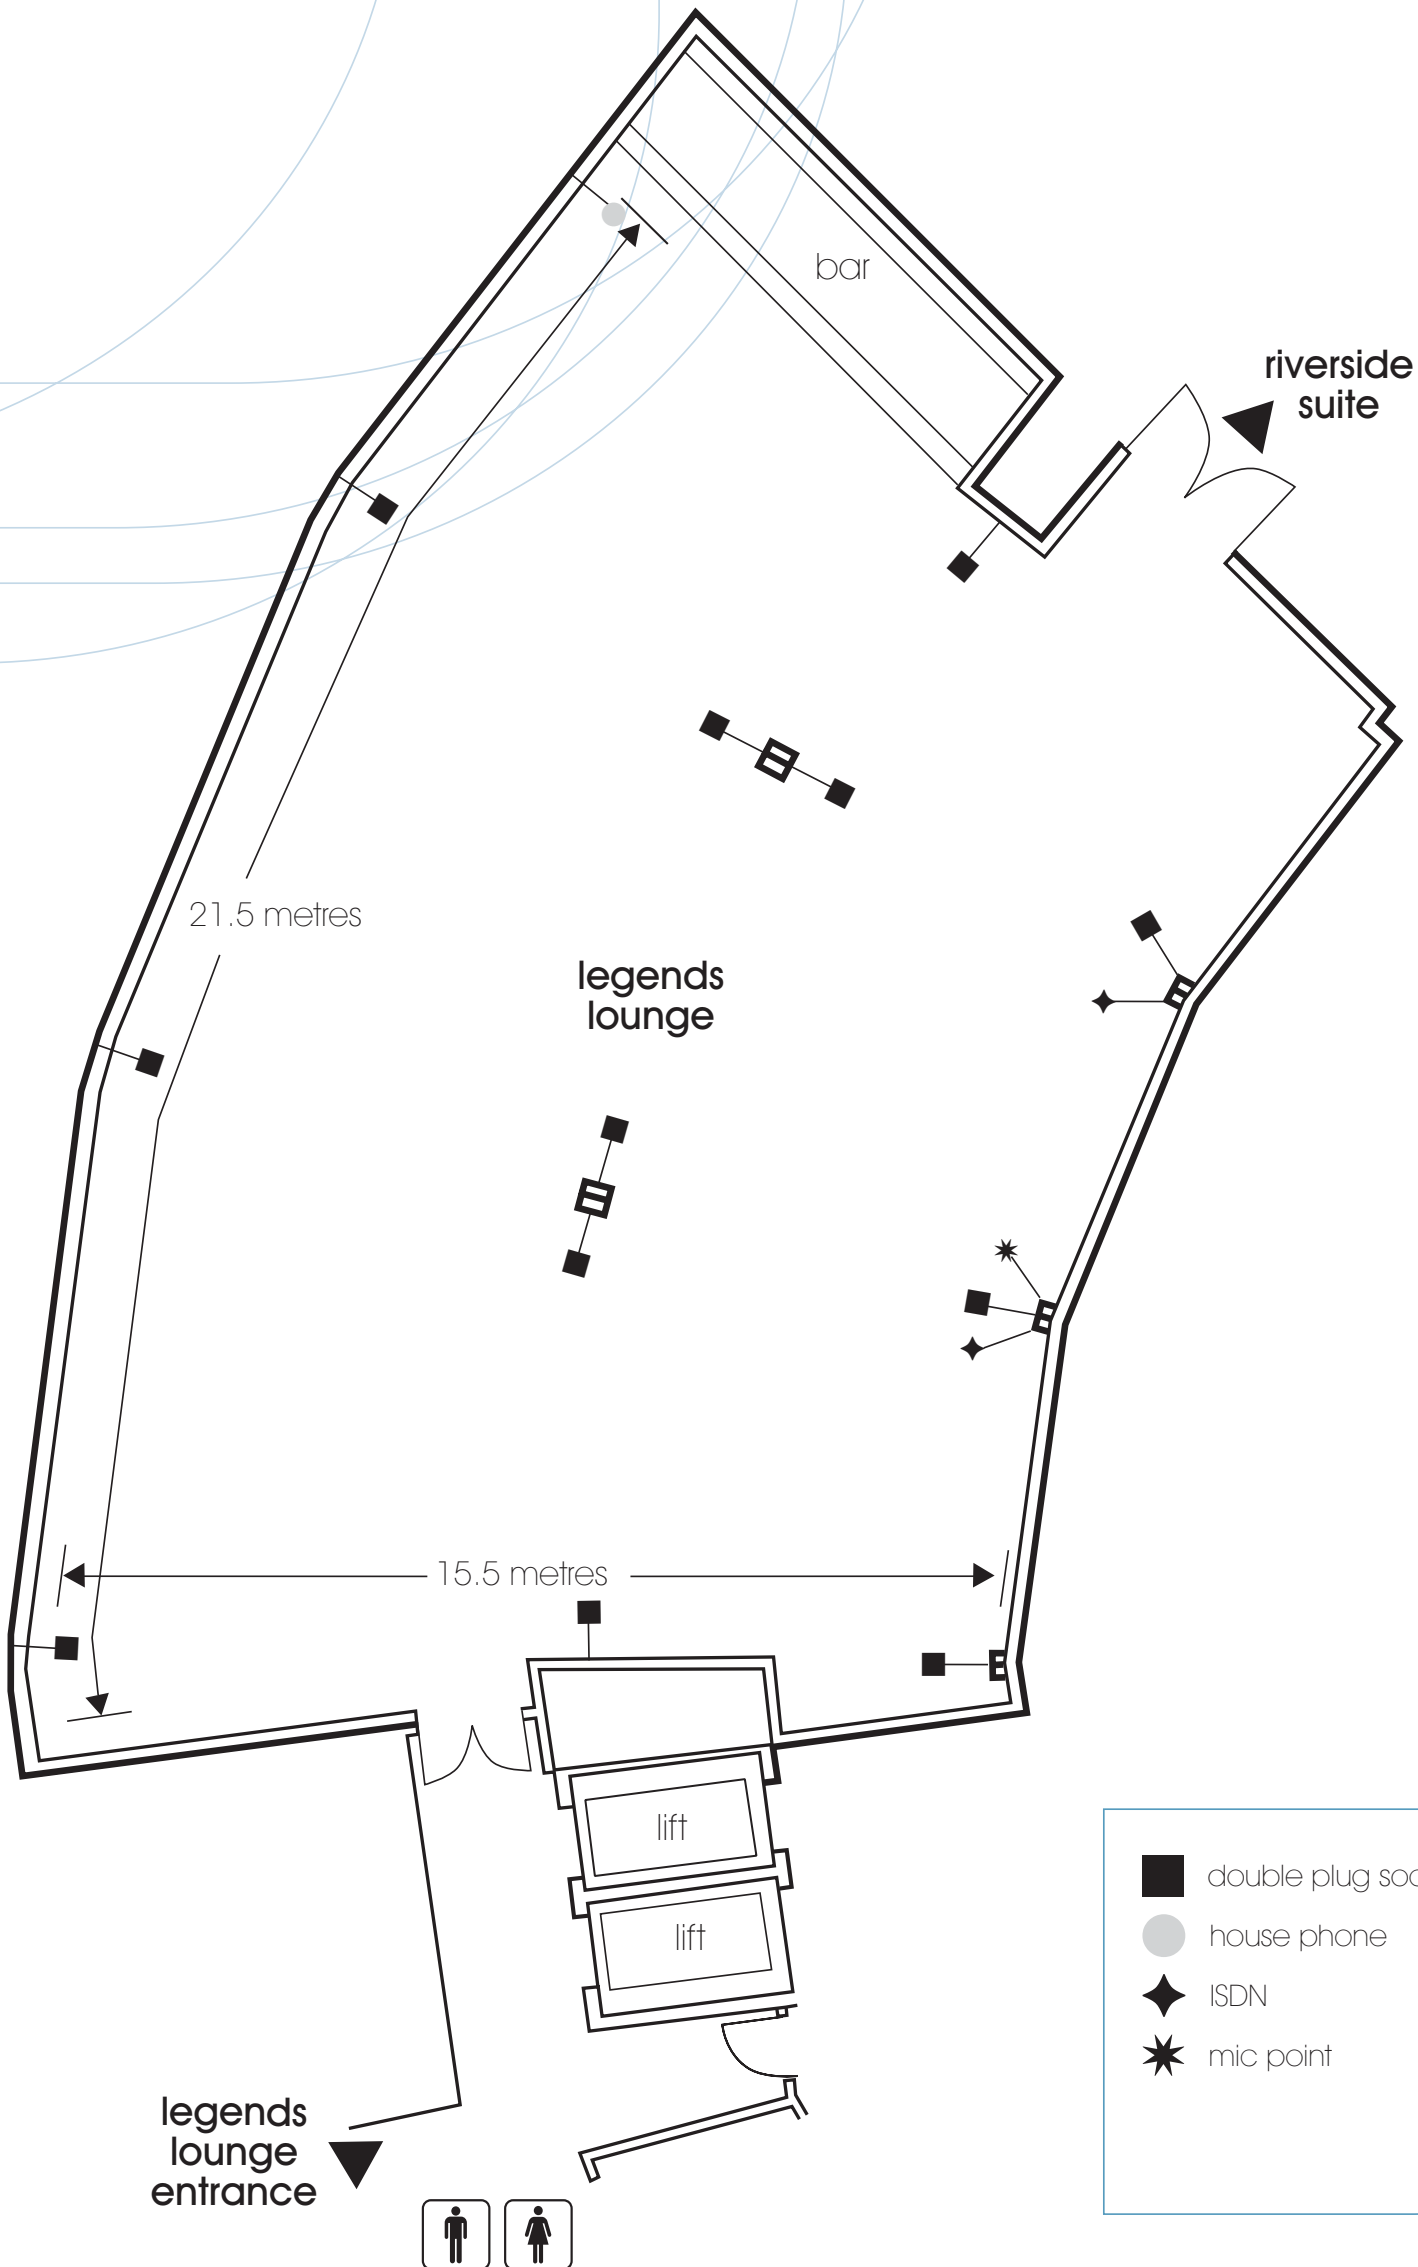 bar
riverside
suite
21.5 metres
legends
lounge
15.5 metres
lift
lift
double plug
house phone
ISDN
mic point
legends
lounge
entrance